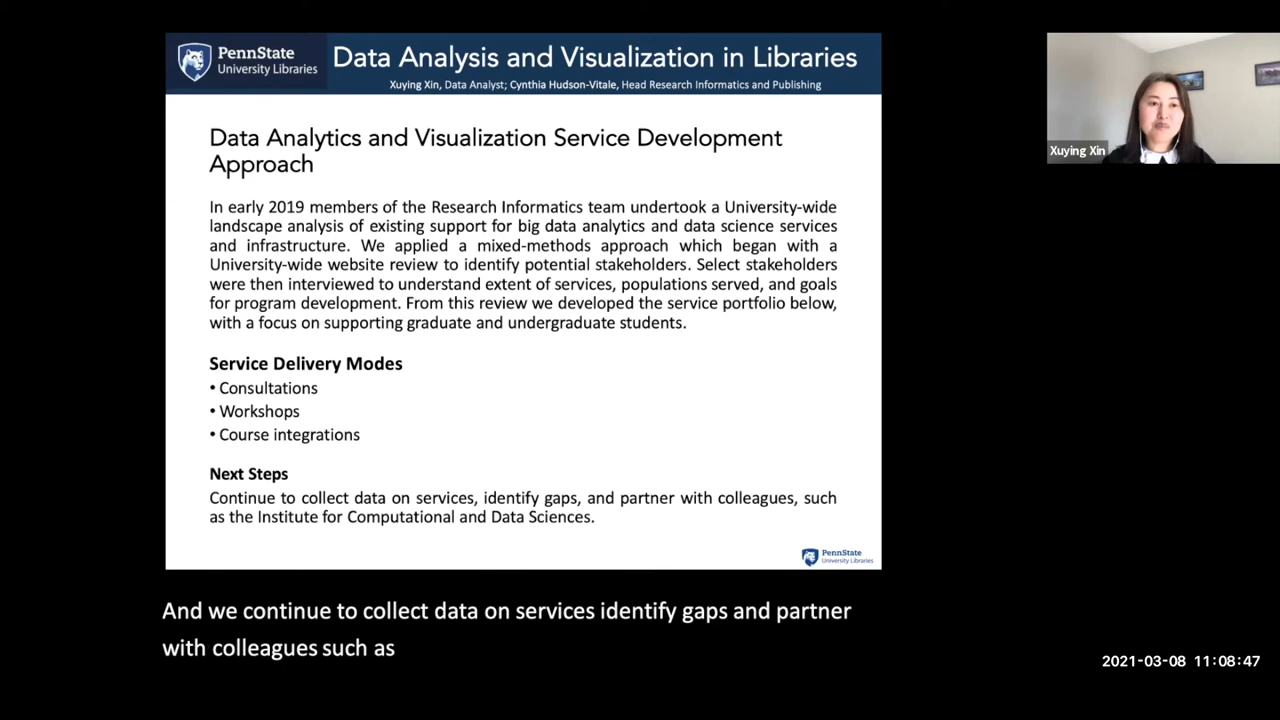 PennState
University Libraries
Data Analysis and Visualization in Libraries
Xuying Xin, Data Analyst; Cynthia Hudson-Vitale, Head Research Informatics and Publishing
Data Analytics and Visualization Service Development
Approach
In early 2019 members of the Research Informatics team undertook a University-wide
landscape analysis of existing support for big data analytics and data science services
and infrastructure. We applied a mixed-methods approach which began with a
University-wide website review to identify potential stakeholders. Select stakeholders
were then interviewed to understand extent of services, populations served, and goals
for program development. From this review we developed the service portfolio below,
with a focus on supporting graduate and undergraduate students.
Service Delivery Modes
• Consultations
• Workshops
• Course integrations
Next Steps
Continue to collect data on services, identify gaps, and partner with colleagues, such
as the Institute for Computational and Data Sciences.
PennState
University Libraries
Xuying Xin
And we continue to collect data on services identify gaps and partner
with colleagues such as
2021-03-08 11:08:47